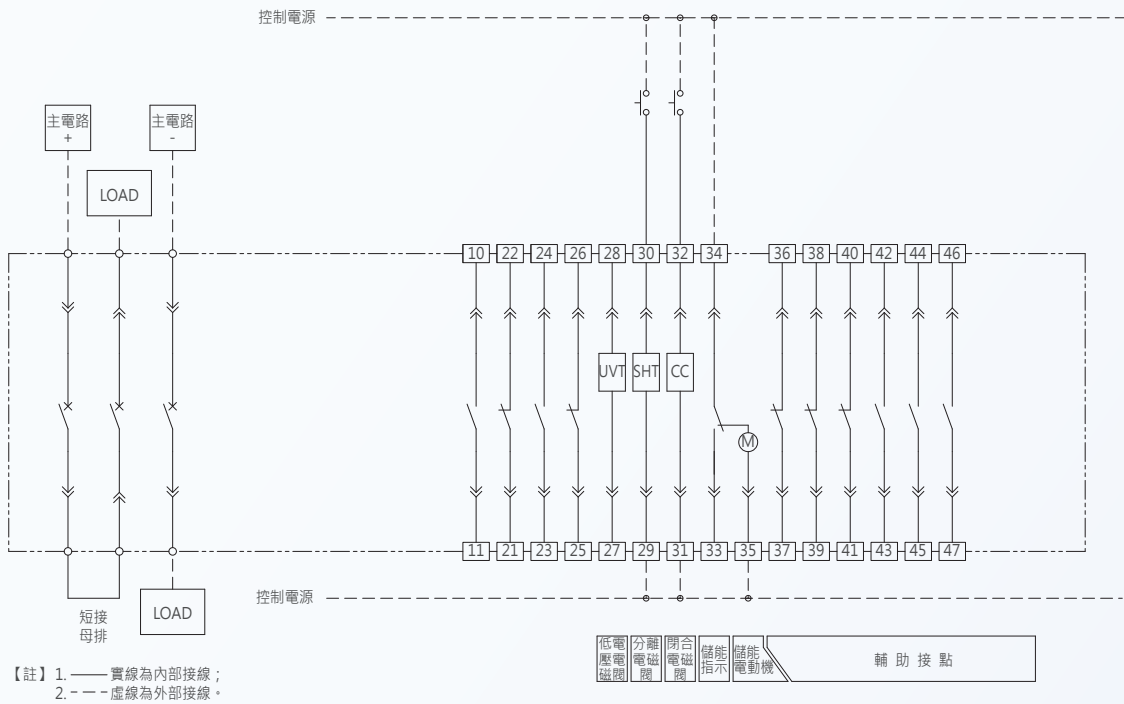 控制電源
主電路
+
主電路
-
LOAD
10 22 24 26 28 30 32 34 36 38 40 42 44 46
UVT SHT CC
M
11 21 23 25 27 29 31 33 35 37 39 41 43 45 47
控制電源
短接
母排
LOAD
低電
壓電
磁閥
分離
電磁
閥
閉合
電磁
閥
儲能
指示
儲能
電動機
輔助接點
【註】1. 實線為內部接線；
2. 虛線為外部接線。